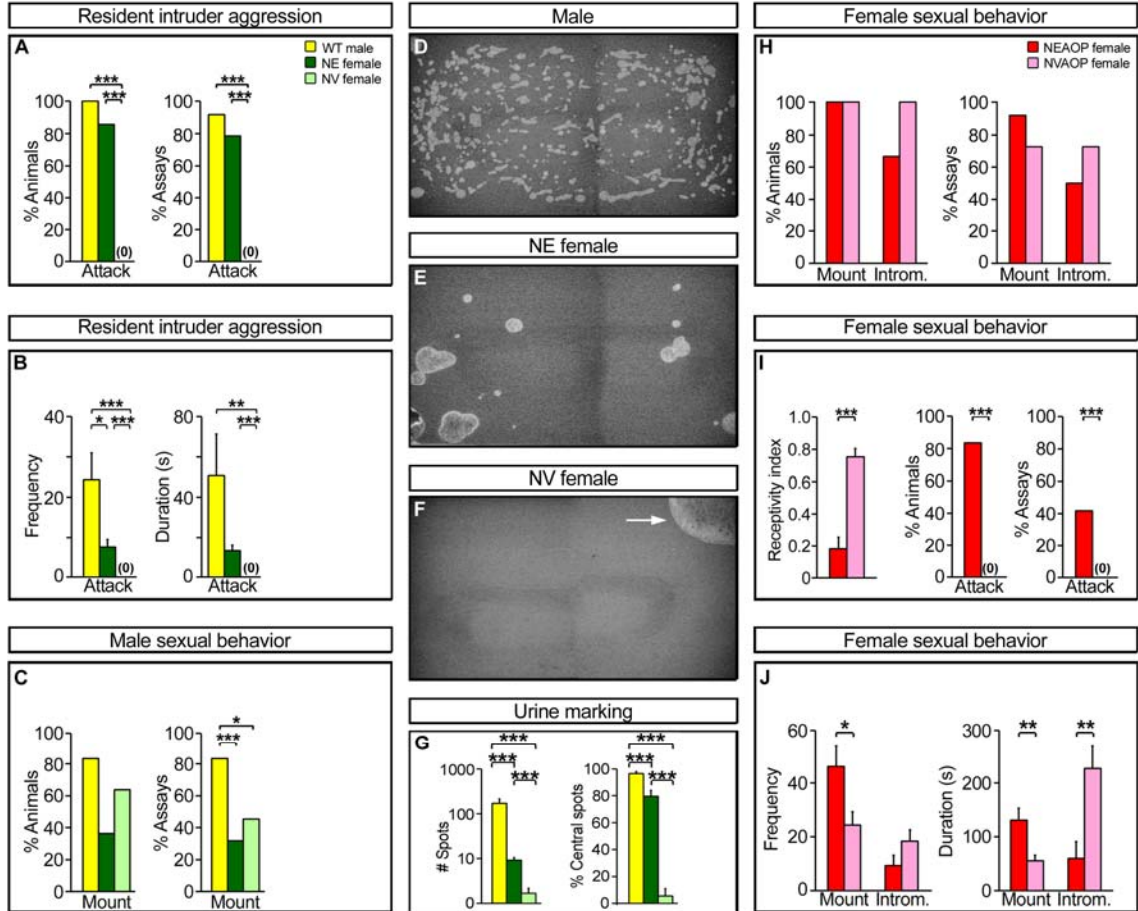 Resident intruder aggression
A
WT male
NE female
NV female
***
***
% Animals
100
80
60
40
20
0
(0)
Attack
***
***
% Assays
100
80
60
40
20
0
(0)
Attack
Resident intruder aggression
B
***
* ***
Frequency
40
20
0
(0)
Attack
**
***
Duration (s)
80
40
0
(0)
Attack
Male sexual behavior
C
% Animals
100
80
60
40
20
0
Mount
*
***
% Assays
100
80
60
40
20
0
Mount
Male
D
NE female
E
NV female
F
Urine marking
G
***
***
***
# Spots
1000
100
10
0
***
***
***
% Central spots
100
80
60
40
20
0
Female sexual behavior
H
NEAOP female
NVAOP female
% Animals
100
80
60
40
20
0
Mount Introm.
% Assays
100
80
60
40
20
0
Mount Introm.
Female sexual behavior
I
***
Receptivity index
1.0
0.8
0.6
0.4
0.2
0
***
% Animals
100
80
60
40
20
0
(0)
Attack
***
% Assays
100
80
60
40
20
0
(0)
Attack
Female sexual behavior
J
*
Frequency
60
40
20
0
Mount Introm.
** **
Duration (s)
300
200
100
0
Mount Introm.